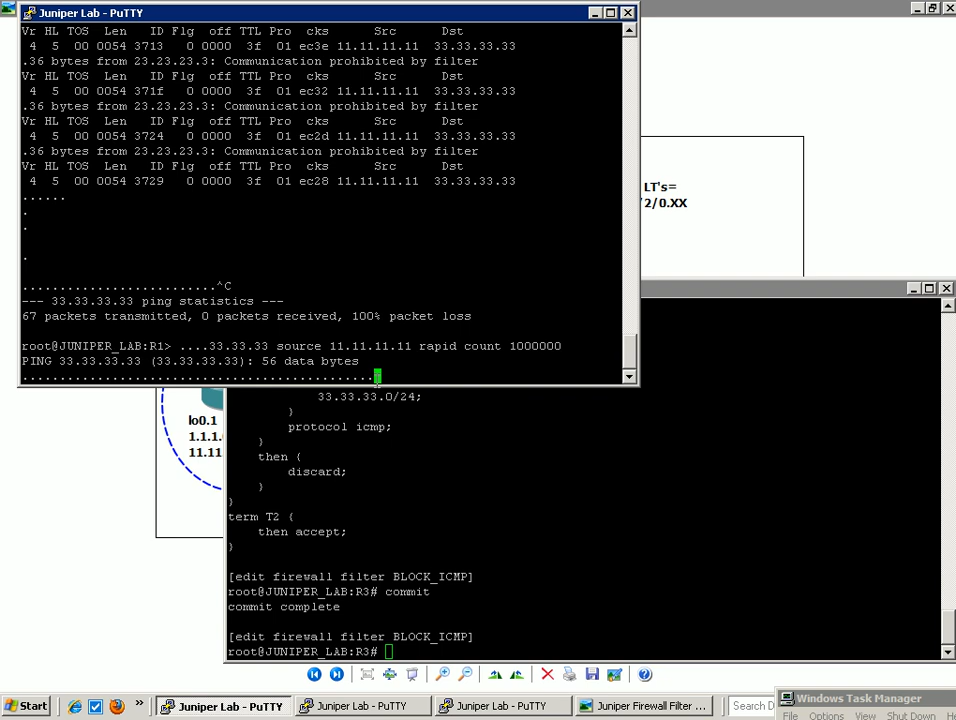 Juniper Lab - PuTTY
Vr HL TOS Len ID Flg off TTL Pro cks Src Dst
4 5 00 0054 3713 0 0000 3f 01 ec3e 11.11.11.11 33.33.33.33
.36 bytes from 23.23.23.3: Communication prohibited by filter
Vr HL TOS Len ID Flg off TTL Pro cks Src Dst
4 5 00 0054 371f 0 0000 3f 01 ec32 11.11.11.11 33.33.33.33
.36 bytes from 23.23.23.3: Communication prohibited by filter
Vr HL TOS Len ID Flg off TTL Pro cks Src Dst
4 5 00 0054 3724 0 0000 3f 01 ec2d 11.11.11.11 33.33.33.33
.36 bytes from 23.23.23.3: Communication prohibited by filter
Vr HL TOS Len ID Flg off TTL Pro cks Src Dst
4 5 00 0054 3729 0 0000 3f 01 ec28 11.11.11.11 33.33.33.33
......
.
.
.
..........................^C
--- 33.33.33.33 ping statistics ---
67 packets transmitted, 0 packets received, 100% packet loss
root@JUNIPER_LAB:R1> ....33.33.33 source 11.11.11.11 rapid count 1000000
PING 33.33.33.33 (33.33.33.33): 56 data bytes
...............................................
LT's=
/2/0.XX
lo0.1
1.1.1.
11.11
33.33.33.0/24;
}
protocol icmp;
}
then {
discard;
}
}
term T2 {
then accept;
}
[edit firewall filter BLOCK_ICMP]
root@JUNIPER_LAB:R3# commit
commit complete
[edit firewall filter BLOCK_ICMP]
root@JUNIPER_LAB:R3#
Start
»
Juniper Lab - PuTTY
Juniper Lab - PuTTY
Juniper Lab - PuTTY
Juniper Firewall Filter ...
Desk
Windows Task Manager
File Options View Shut Down